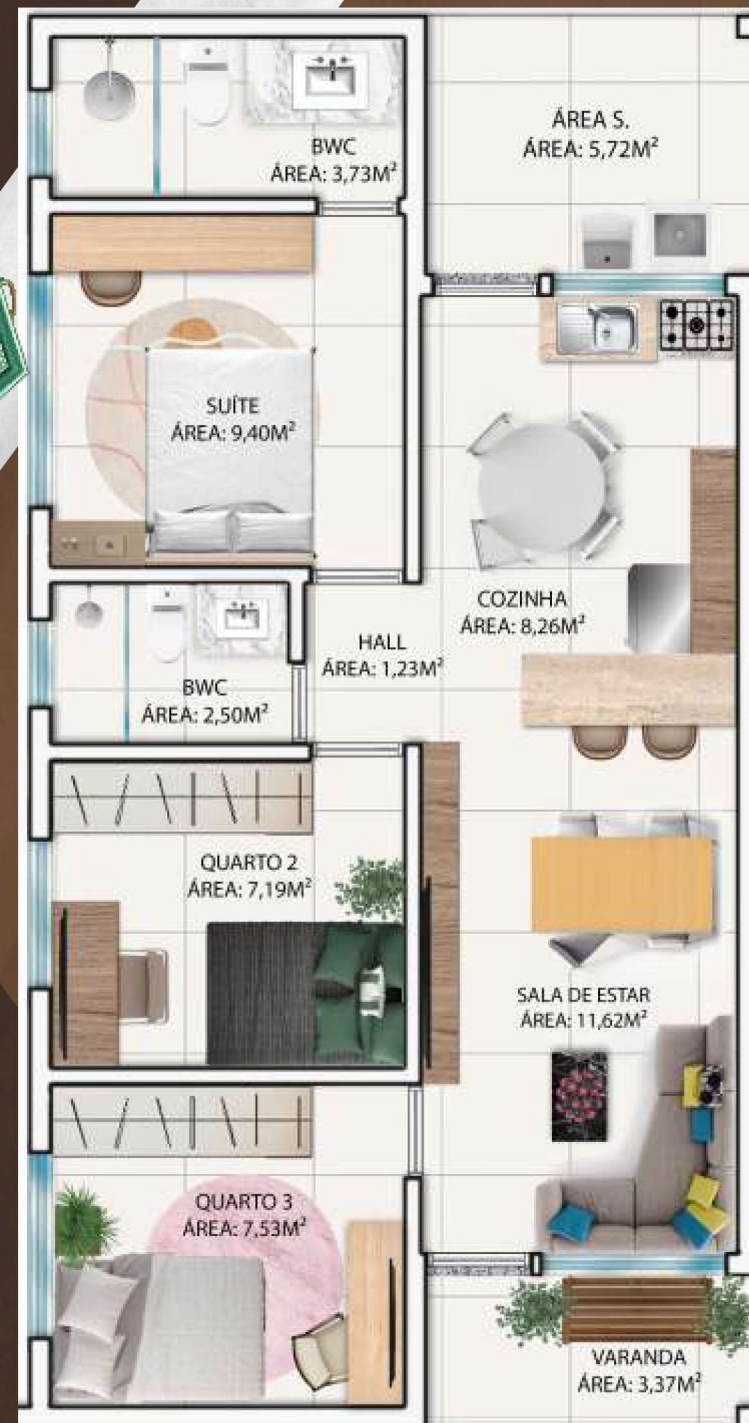 BWC
ÁREA: 3,73M²
ÁREA S.
ÁREA: 5,72M²
SUÍTE
ÁREA: 9,40M²
COZINHA
ÁREA: 8,26M²
HALL
ÁREA: 1,23M²
BWC
ÁREA: 2,50M²
QUARTO 2
ÁREA: 7,19M²
SALA DE ESTAR
ÁREA: 11,62M²
QUARTO 3
ÁREA: 7,53M²
VARANDA
ÁREA: 3,37M²